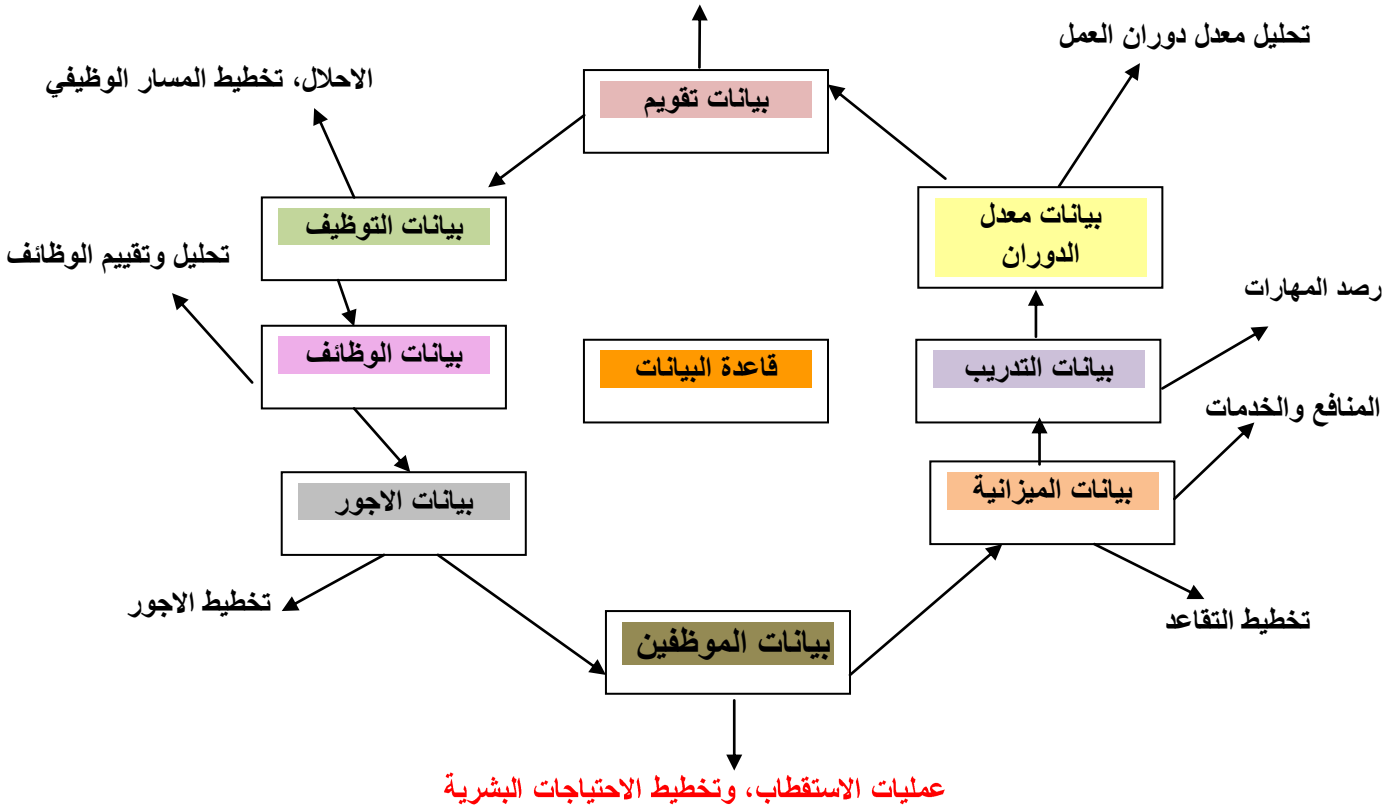 تحليل معدل دوران العمل
الاحلال، تخطيط المسار الوظيفي
بيانات تقويم
بيانات معدل
الدوران
بيانات التوظيف
تحليل وتقييم الوظائف
رصد المهارات
بيانات التدريب
قاعدة البيانات
بيانات الوظائف
المنافع والخدمات
بيانات الميزانية
بيانات الاجور
تخطيط الاجور
تخطيط التقاعد
بيانات الموظفين
عمليات الاستقطاب، وتخطيط الاحتياجات البشرية